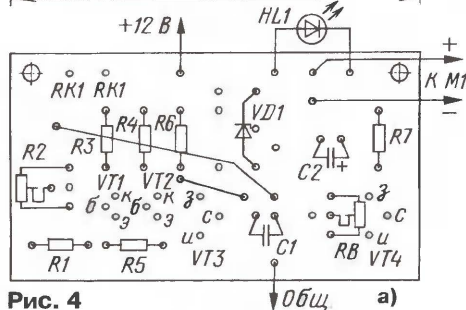 HL1
+12 В
+
К М1
–
RK1 RK1
R2 R3 R4 R6 VD1 C2 + R7
VT1 VT2
к к з з
б б с с
э э и и
R1 R5 VT3 C1 R8 VT4
Рис. 4 Общ. а)